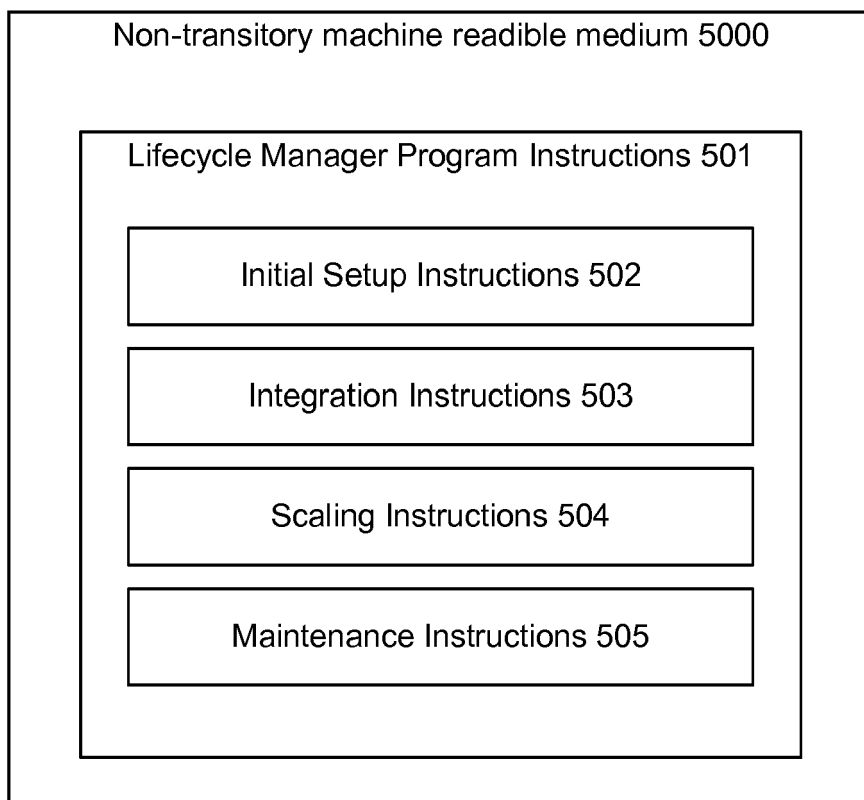 Non-transitory machine readible medium 5000
Lifecycle Manager Program Instructions 501
Initial Setup Instructions 502
Integration Instructions 503
Scaling Instructions 504
Maintenance Instructions 505